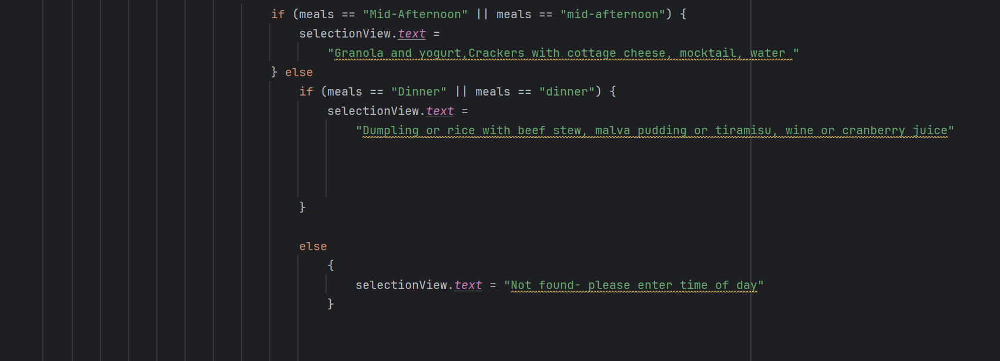 if (meals == "Mid-Afternoon" || meals == "mid-afternoon") {
selectionView.text =
"Granola and yogurt,Crackers with cottage cheese, mocktail, water "
} else
if (meals == "Dinner" || meals == "dinner") {
selectionView.text =
"Dumpling or rice with beef stew, malva pudding or tiramisu, wine or cranberry juice"
}
else
{
selectionView.text = "Not found- please enter time of day"
}